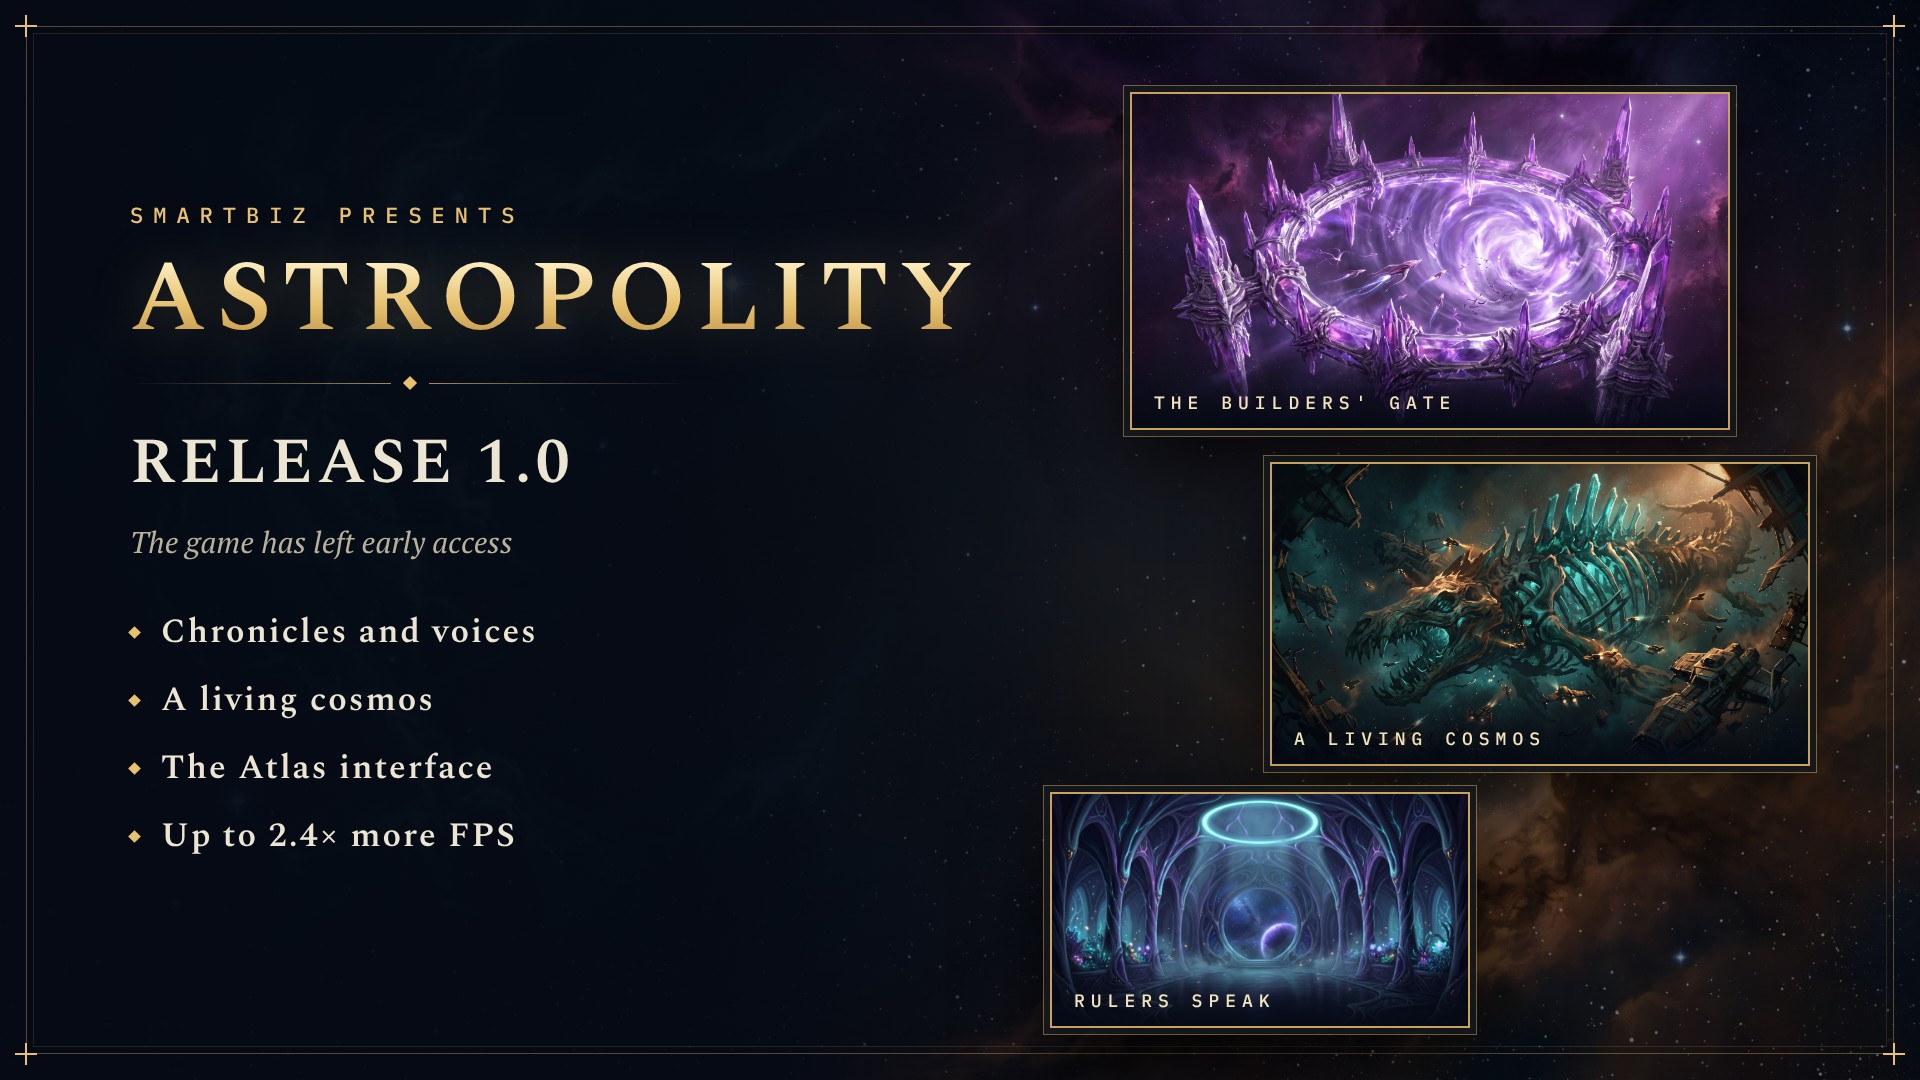 SMARTBIZ PRESENTS
ASTROPOLITY
RELEASE 1.0
The game has left early access
Chronicles and voices
A living cosmos
The Atlas interface
Up to 2.4× more FPS
THE BUILDERS' GATE
A LIVING COSMOS
RULERS SPEAK